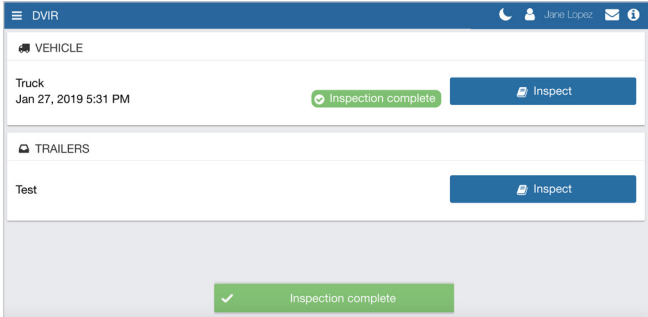 DVIR
Jane Lopez
VEHICLE
Truck
Jan 27, 2019 5:31 PM
Inspection complete
Inspect
TRAILERS
Test
Inspect
Inspection complete